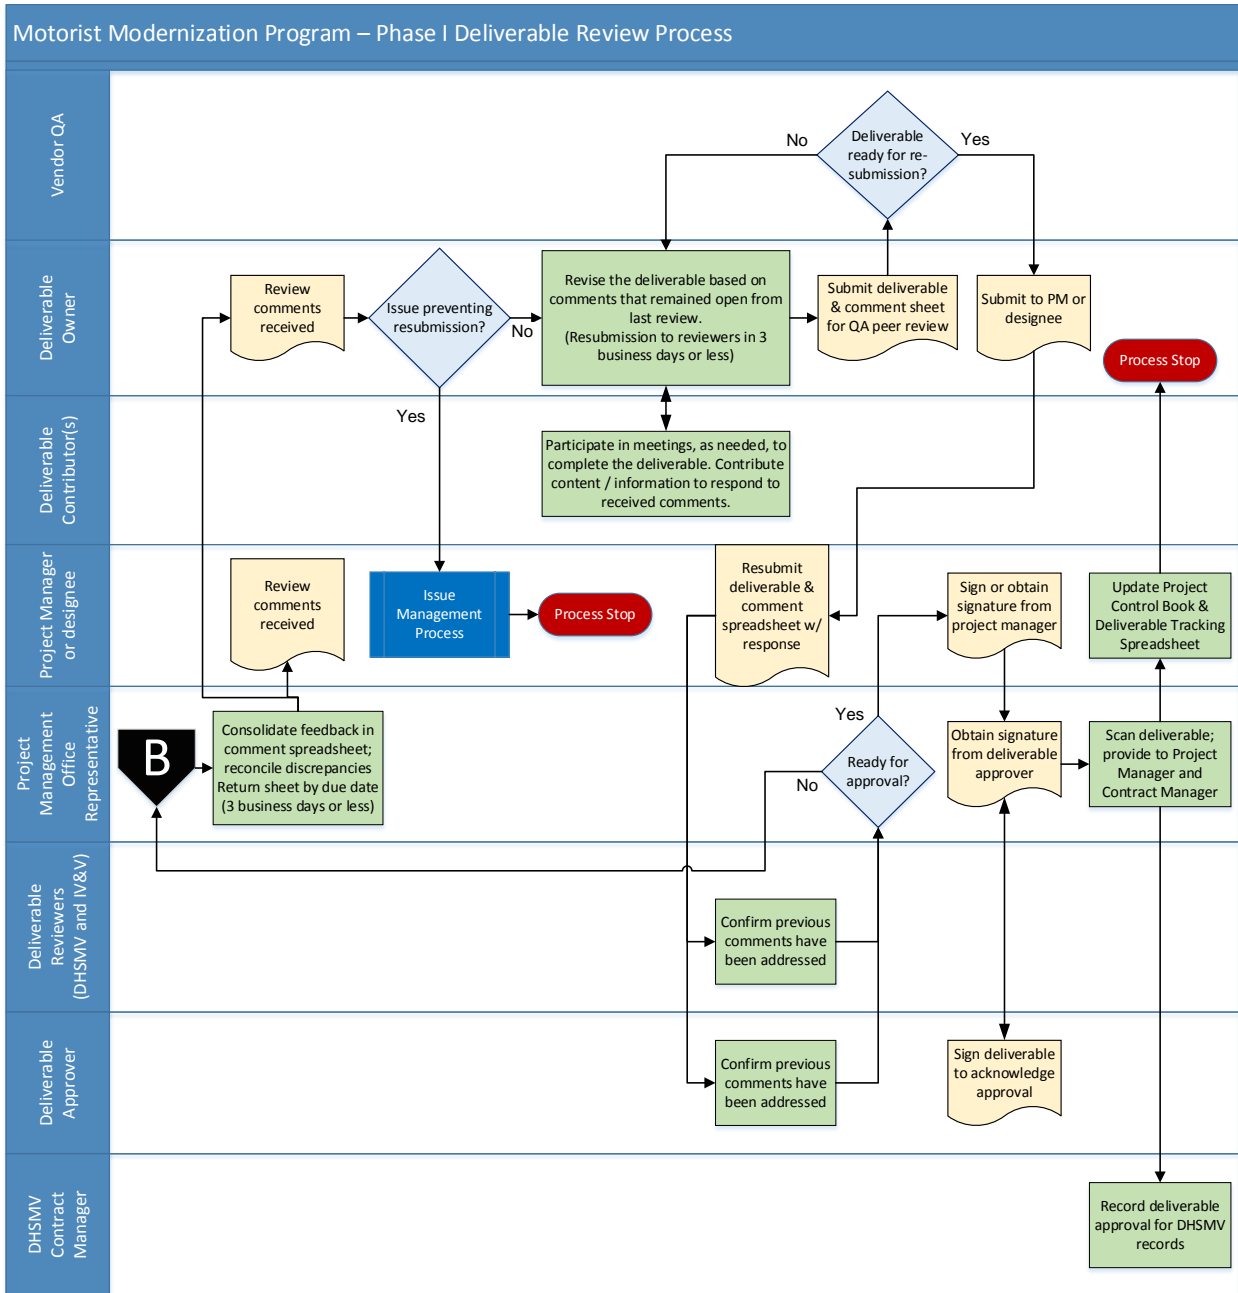 Motorist Modernization Program – Phase I Deliverable Review Process
Vendor QA
No
Deliverable
ready for re-
submission?
Yes
Deliverable
Owner
Review
comments
received
Issue preventing
resubmission?
No
Yes
Revise the deliverable based on
comments that remained open from
last review.
(Resubmission to reviewers in 3
business days or less)
Submit deliverable
& comment sheet
for QA peer review
Submit to PM or
designee
Process Stop
Deliverable
Contributor(s)
Participate in meetings, as needed, to
complete the deliverable. Contribute
content / information to respond to
received comments.
Project Manager
or designee
Review
comments
received
Issue
Management
Process
Process Stop
Resubmit
deliverable &
comment
spreadsheet w/
response
Sign or obtain
signature from
project manager
Update Project
Control Book &
Deliverable Tracking
Spreadsheet
Project
Management
Office
Representative
B
Consolidate feedback in
comment spreadsheet;
reconcile discrepancies
Return sheet by due date
(3 business days or less)
Yes
Ready for
approval?
No
Obtain signature
from deliverable
approver
Scan deliverable;
provide to Project
Manager and
Contract Manager
Deliverable
Reviewers
(DHSMV and IV&V)
Confirm previous
comments have
been addressed
Deliverable
Approver
Confirm previous
comments have
been addressed
Sign deliverable
to acknowledge
approval
DHSMV
Contract
Manager
Record deliverable
approval for DHSMV
records